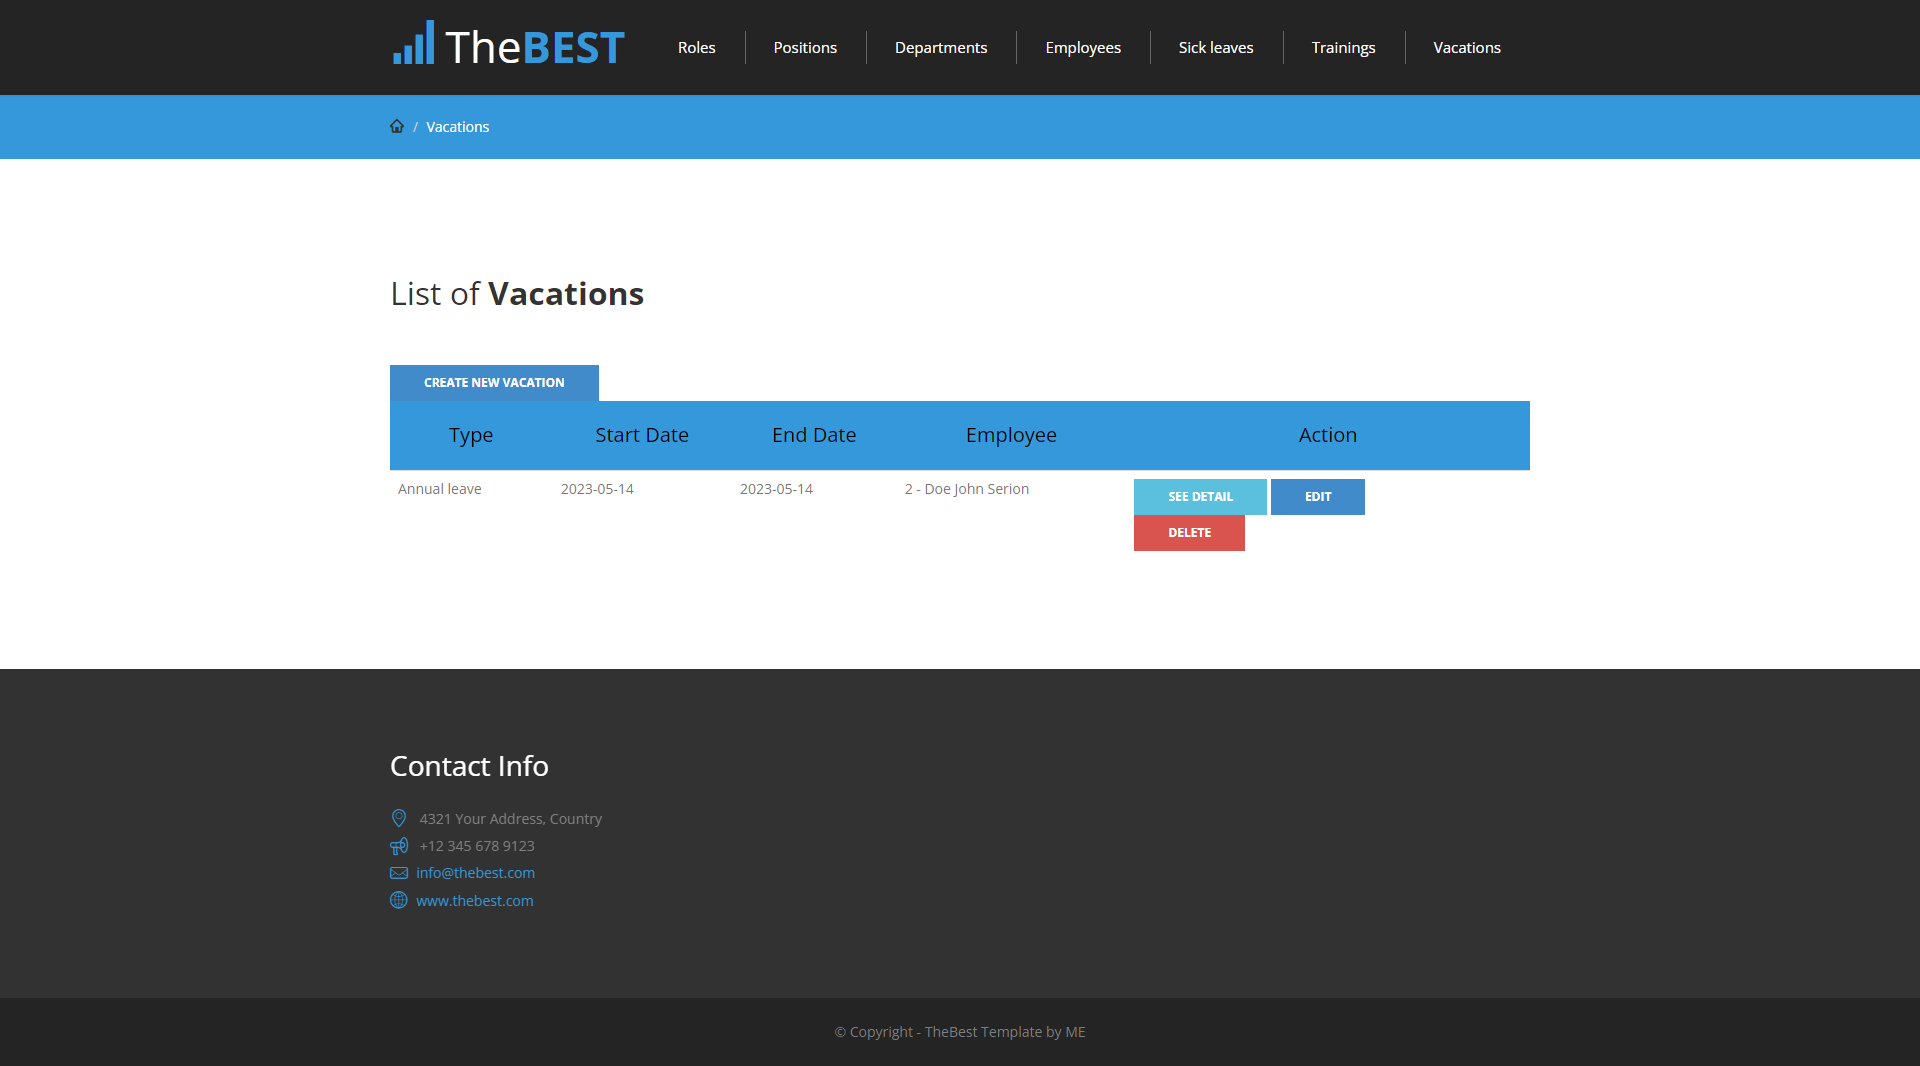 TheBEST
Roles
Positions
Departments
Employees
Sick leaves
Trainings
Vacations
/ Vacations
List of Vacations
CREATE NEW VACATION
Type Start Date End Date Employee Action
Annual leave 2023-05-14 2023-05-14 2 - Doe John Serion SEE DETAIL EDIT
DELETE
Contact Info
4321 Your Address, Country
+12 345 678 9123
info@thebest.com
www.thebest.com
© Copyright - TheBest Template by ME